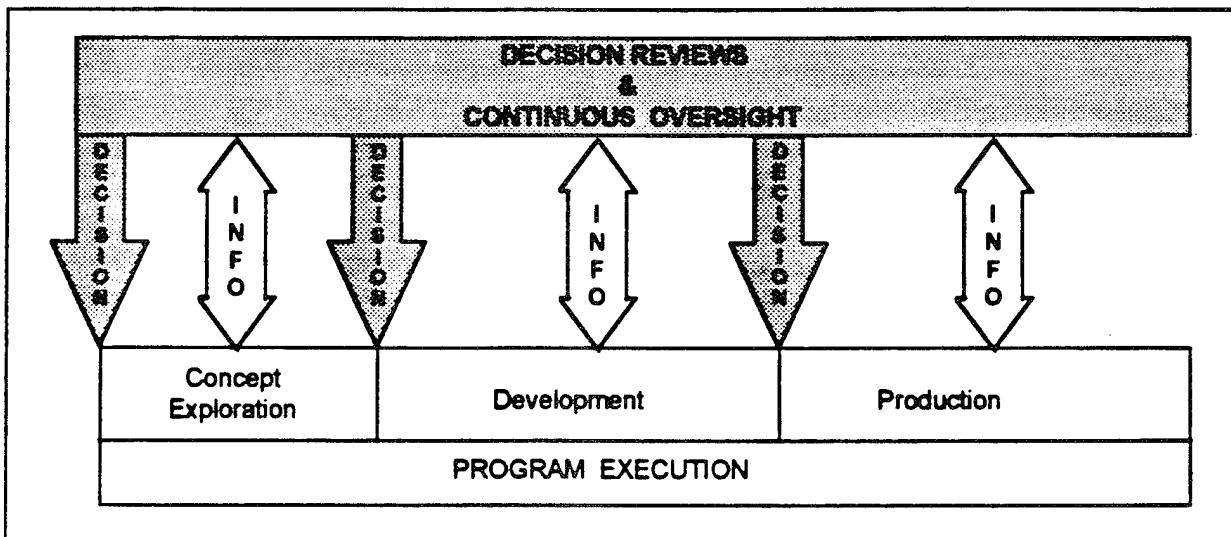 DECISION REVIEWS
&
CONTINUOUS OVERSIGHT
DECISION
INFO
DECISION
INFO
DECISION
INFO
Concept
Exploration
Development
Production
PROGRAM EXECUTION